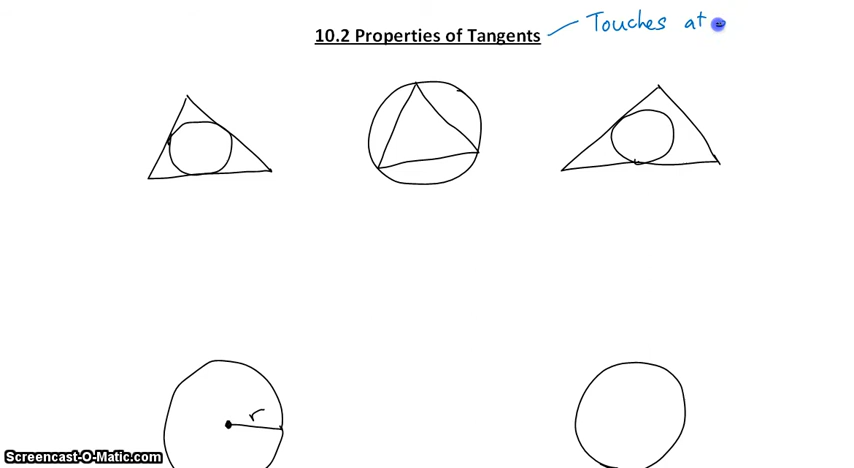 10.2 Properties of Tangents
Touches at
r
Screencast-O-Matic.com